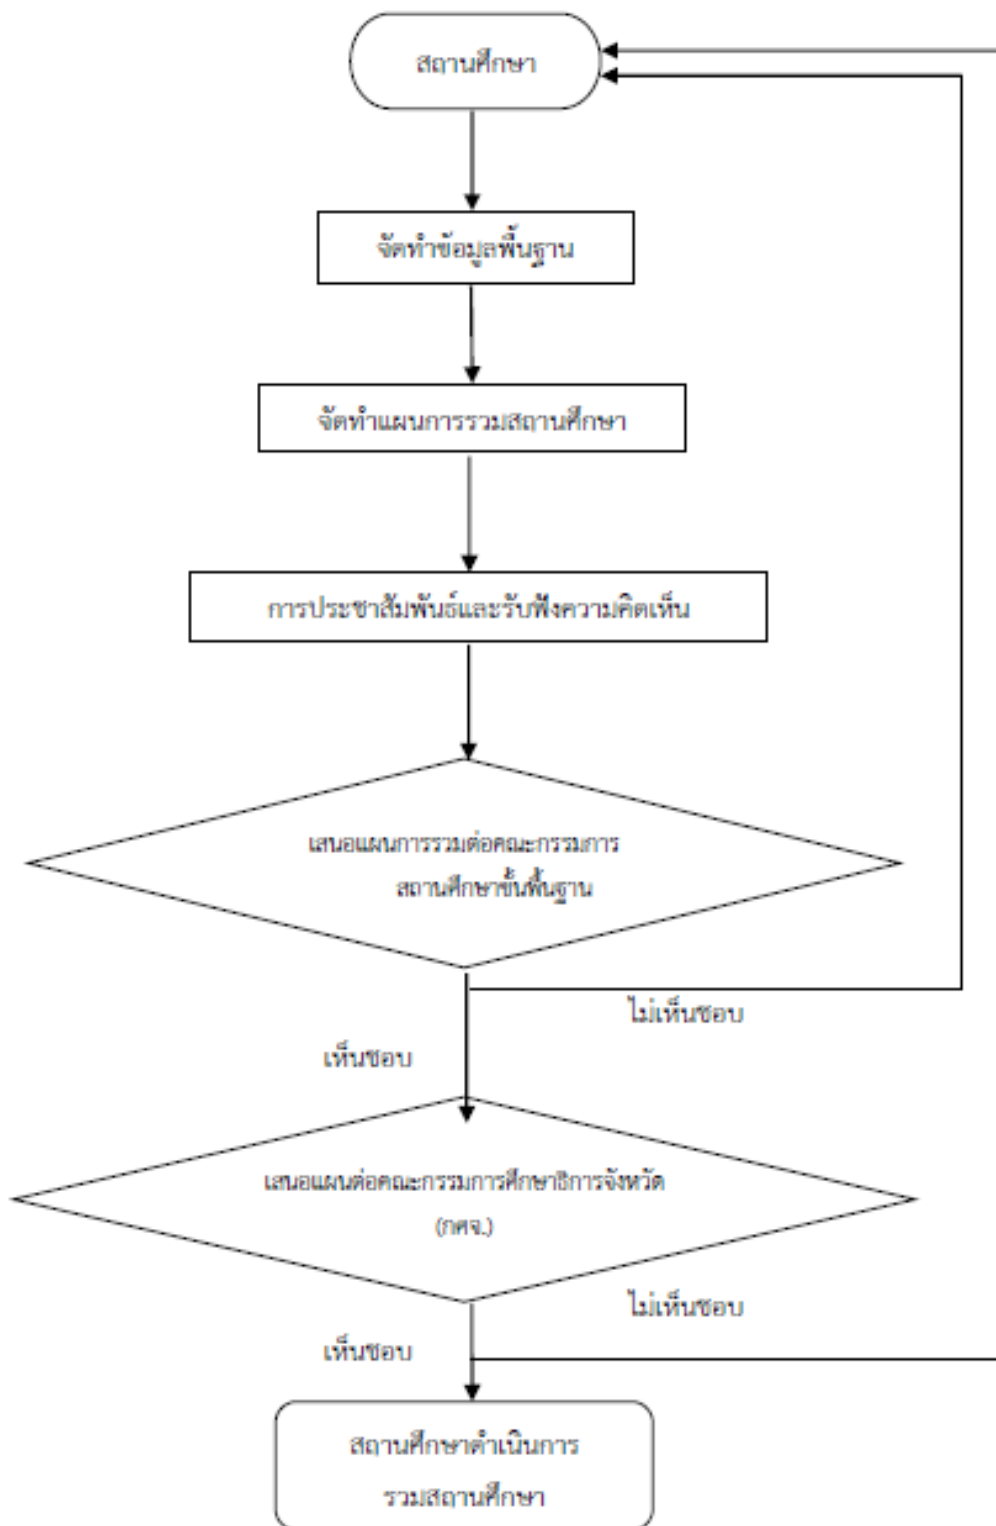 สถานศึกษา
จัดทำข้อมูลพื้นฐาน
จัดทำแผนการรวมสถานศึกษา
การประชาสัมพันธ์และรับฟังความคิดเห็น
เสนอแผนการรวมต่อคณะกรรมการ
สถานศึกษาขั้นพื้นฐาน
ไม่เห็นชอบ
เห็นชอบ
เสนอแผนต่อคณะกรรมการศึกษาธิการจังหวัด
(กศจ.)
ไม่เห็นชอบ
เห็นชอบ
สถานศึกษาดำเนินการ
รวมสถานศึกษา